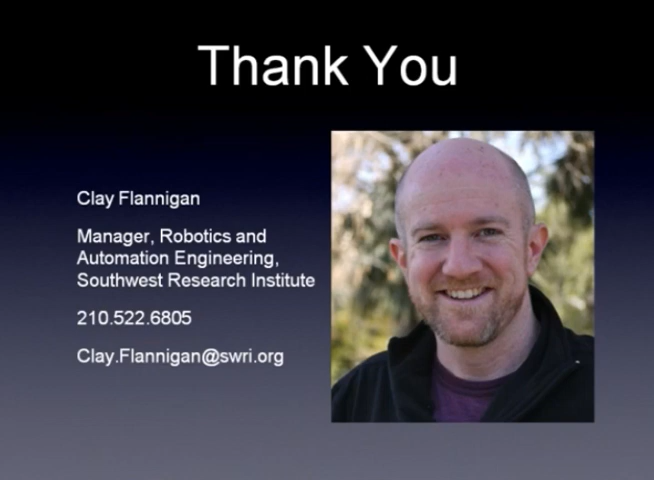 Thank You
Clay Flannigan
Manager, Robotics and
Automation Engineering,
Southwest Research Institute
210.522.6805
Clay.Flannigan@swri.org